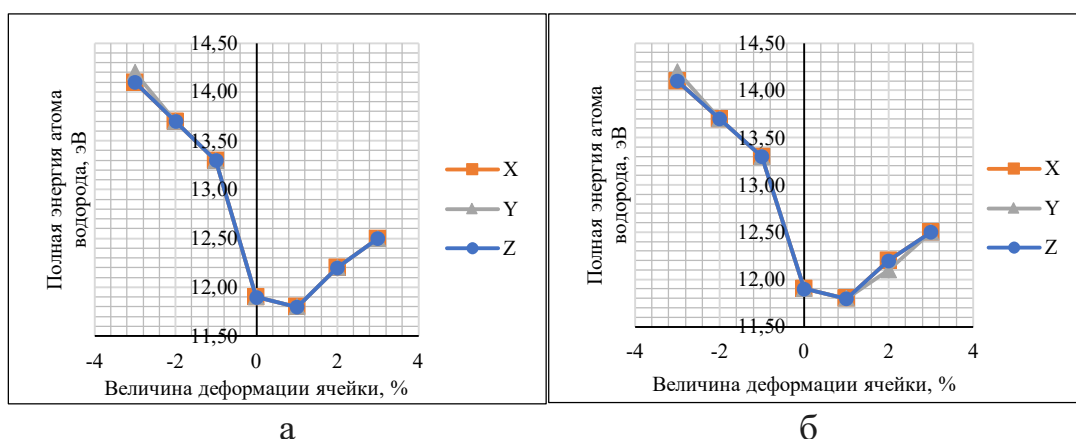 14,50
14,00
13,50
13,00
12,50
12,00
11,50
-4
-2
0
2
4
Полная энергия атома
водорода, эВ
Величина деформации ячейки, %
X
Y
Z
а
14,50
14,00
13,50
13,00
12,50
12,00
11,50
-4
-2
0
2
4
Полная энергия атома
водорода, эВ
Величина деформации ячейки, %
X
Y
Z
б